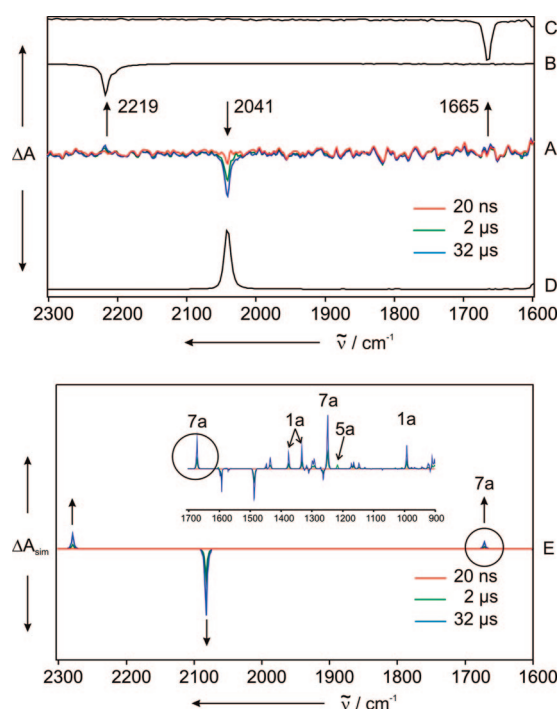 C
B
2219
2041
1665
ΔA
A
20 ns
2 µs
32 µs
D
2300 2200 2100 2000 1900 1800 1700 1600
ν̃ / cm⁻¹
7a
7a
1a
5a
1a
7a
1700 1600 1500 1400 1300 1200 1100 1000 900
ΔAsim
E
20 ns
2 µs
32 µs
2300 2200 2100 2000 1900 1800 1700 1600
ν̃ / cm⁻¹